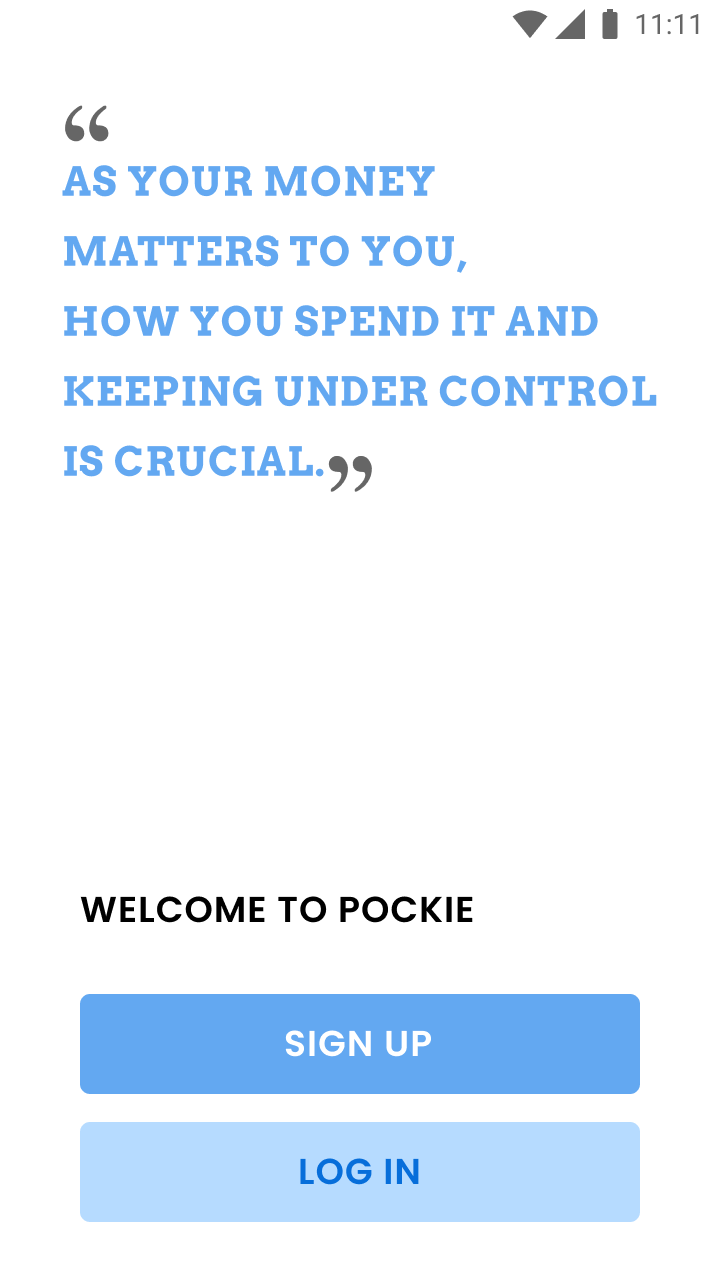 11:11
“
AS YOUR MONEY
MATTERS TO YOU,
HOW YOU SPEND IT AND
KEEPING UNDER CONTROL
IS CRUCIAL.”
WELCOME TO POCKIE
SIGN UP
LOG IN